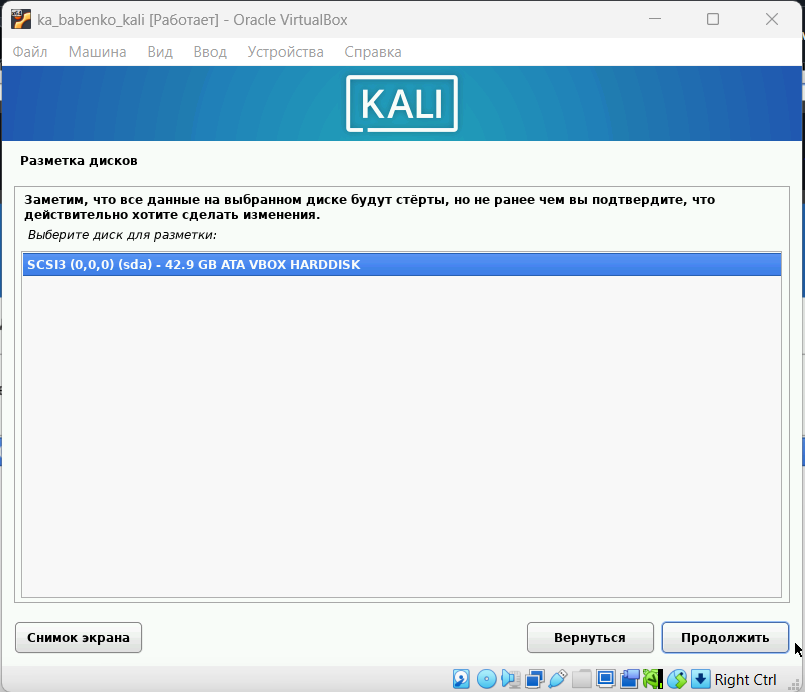 ka_babenko_kali [Работает] - Oracle VirtualBox
Файл Машина Вид Ввод Устройства Справка
KALI
Разметка дисков
Заметим, что все данные на выбранном диске будут стёрты, но не ранее чем вы подтвердите, что
действительно хотите сделать изменения.
Выберите диск для разметки:
SCSI3 (0,0,0) (sda) - 42.9 GB ATA VBOX HARDDISK
Снимок экрана Вернуться Продолжить
Right Ctrl